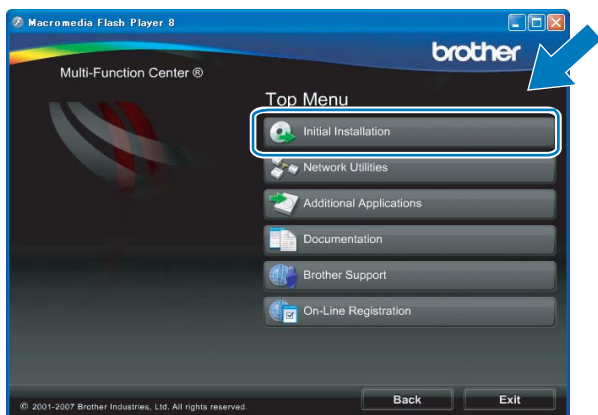 Macromedia Flash Player 8
brother
Multi-Function Center ®
Top Menu
Initial Installation
Network Utilities
Additional Applications
Documentation
Brother Support
On-Line Registration
© 2001-2007 Brother Industries, Ltd. All rights reserved.
Back
Exit